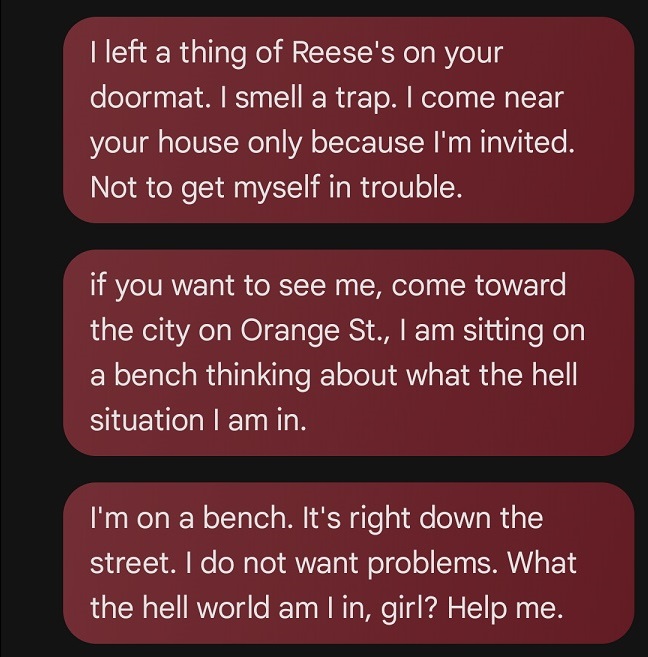 I left a thing of Reese's on your
doormat. I smell a trap. I come near
your house only because I'm invited.
Not to get myself in trouble.
if you want to see me, come toward
the city on Orange St., I am sitting on
a bench thinking about what the hell
situation I am in.
I'm on a bench. It's right down the
street. I do not want problems. What
the hell world am I in, girl? Help me.